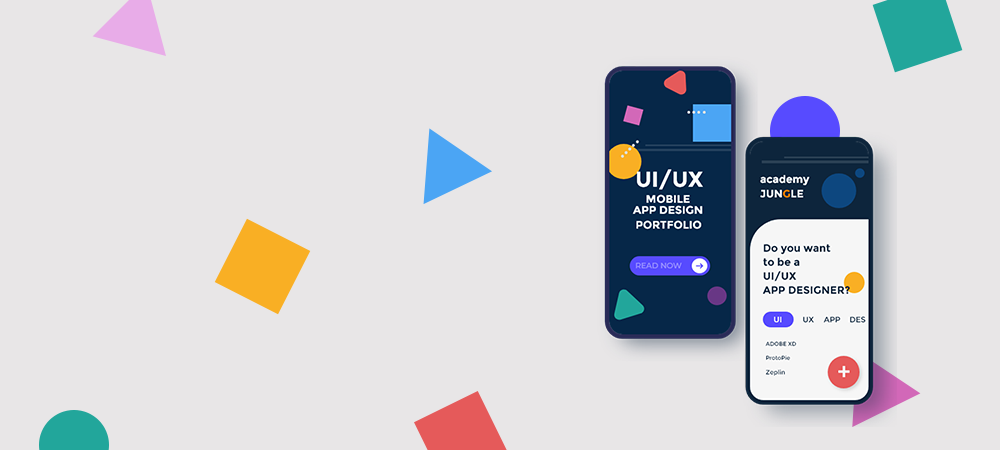 UI/UX
MOBILE
APP DESIGN
PORTFOLIO
READ NOW
academy
JUNGLE
Do you want
to be a
UI/UX
APP DESIGNER?
UI UX APP DES
ADOBE XD
ProtoPie
Zeplin